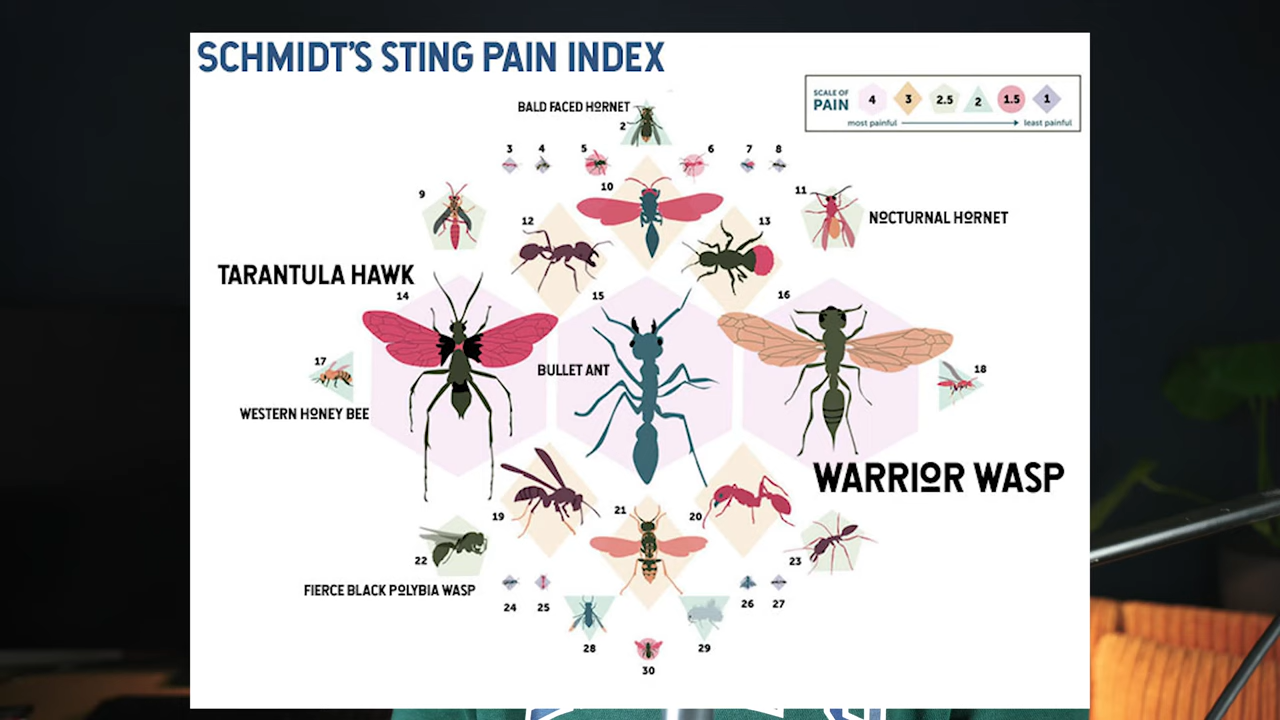 SCHMIDT'S STING PAIN INDEX
SCALE OF
PAIN
4 3 2.5 2 1.5 1
most painful least painful
BALD FACED HORNET
2
3 4 5 6 7 8
9 10 11
NOCTURNAL HORNET
12 13
TARANTULA HAWK
14 15 16
17 BULLET ANT 18
WESTERN HONEY BEE
WARRIOR WASP
19 21 20
22 23
FIERCE BLACK POLYBIA WASP
24 25 26 27
28 29
30